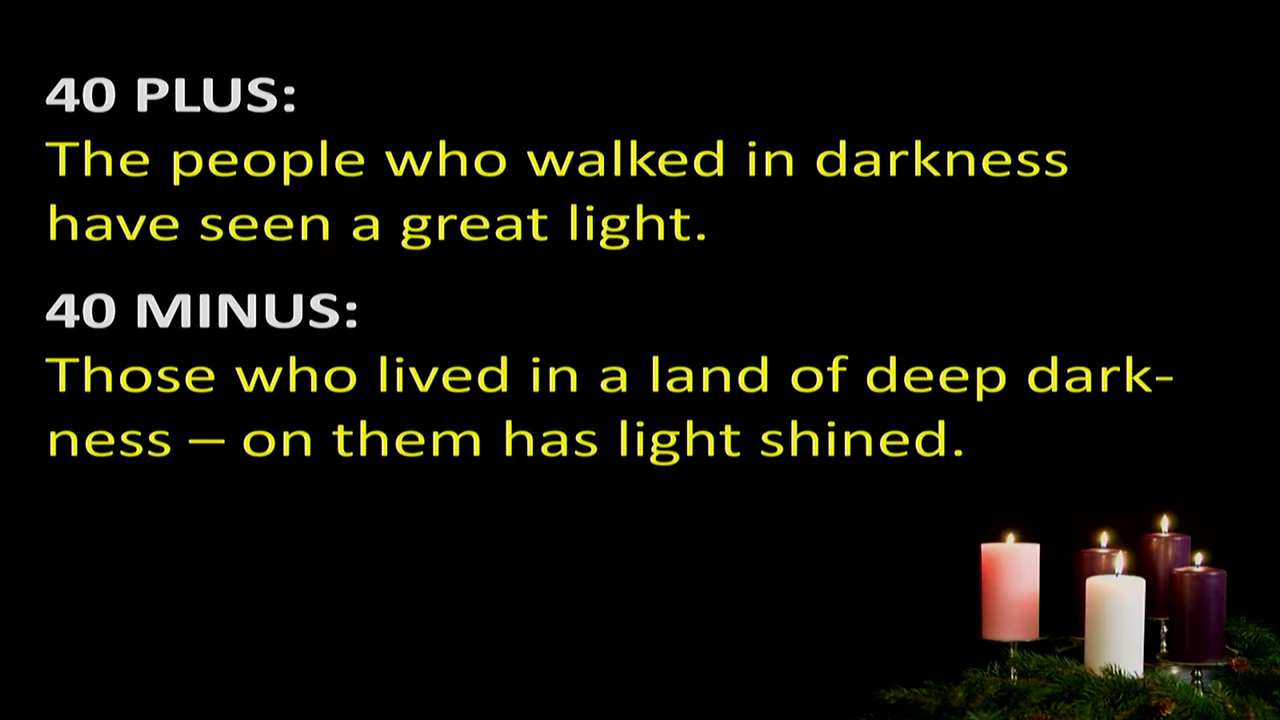 40 PLUS:
The people who walked in darkness
have seen a great light.
40 MINUS:
Those who lived in a land of deep dark-
ness – on them has light shined.